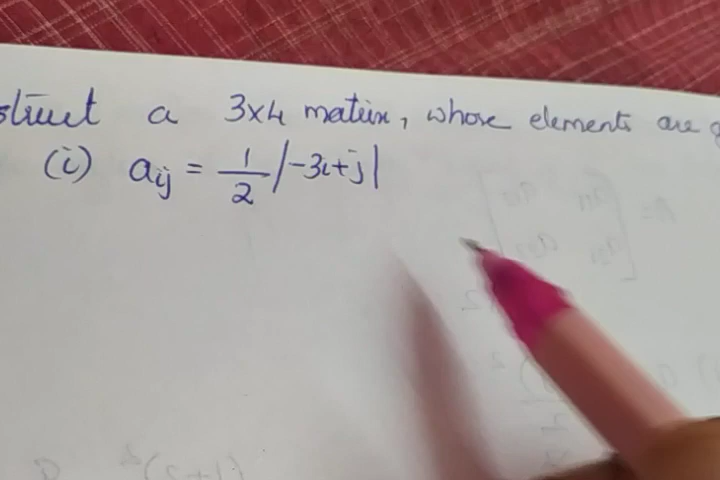 struct a 3x4 matrix, whose elements are
(i) aij = 1/2 |-3i+j|